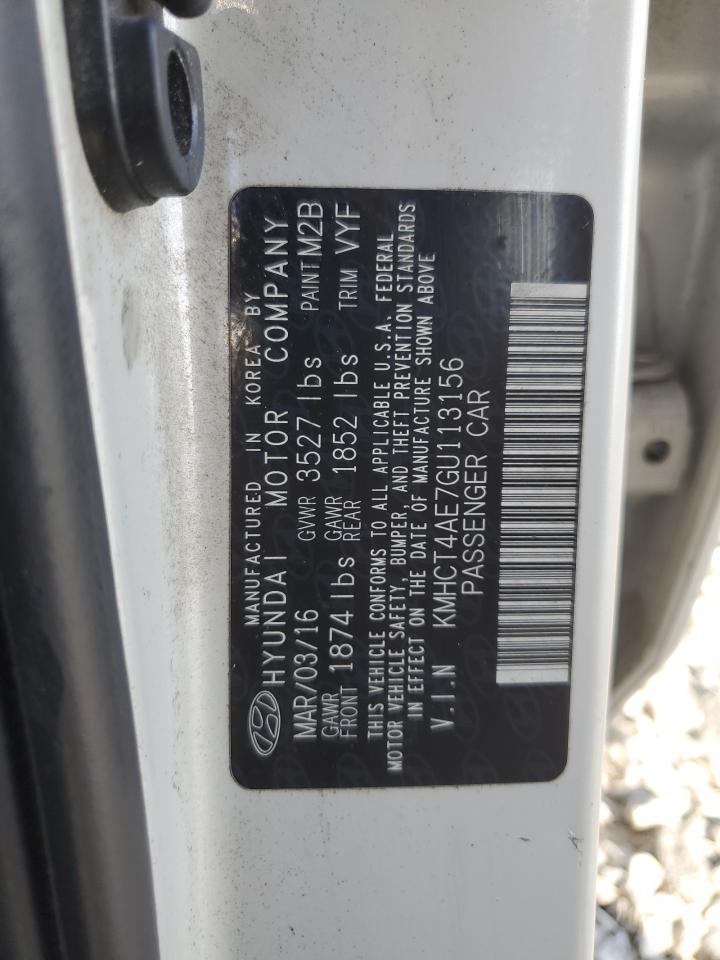 MANUFACTURED IN KOREA BY
HYUNDAI MOTOR COMPANY
MAR/03/16 GVWR 3527 lbs PAINT M2B
GAWR FRONT 1874 lbs GAWR REAR 1852 lbs TRIM VYF
THIS VEHICLE CONFORMS TO ALL APPLICABLE U.S.A. FEDERAL
MOTOR VEHICLE SAFETY, BUMPER, AND THEFT PREVENTION STANDARDS
IN EFFECT ON THE DATE OF MANUFACTURE SHOWN ABOVE
V.I.N KMHCT4AE7GU113156
PASSENGER CAR